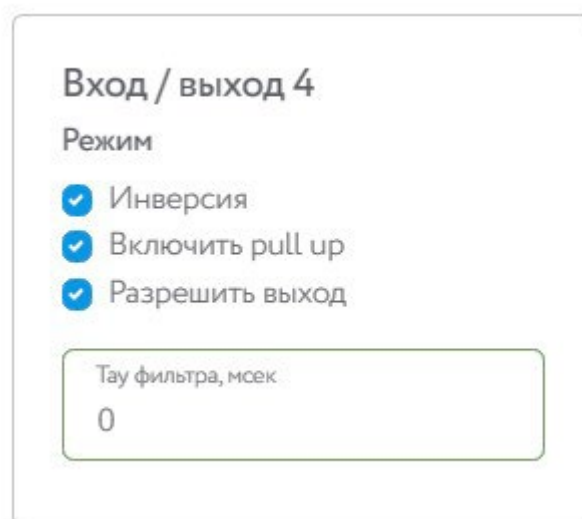 Вход / выход 4
Режим
Инверсия
Включить pull up
Разрешить выход
Тау фильтра, мсек
0